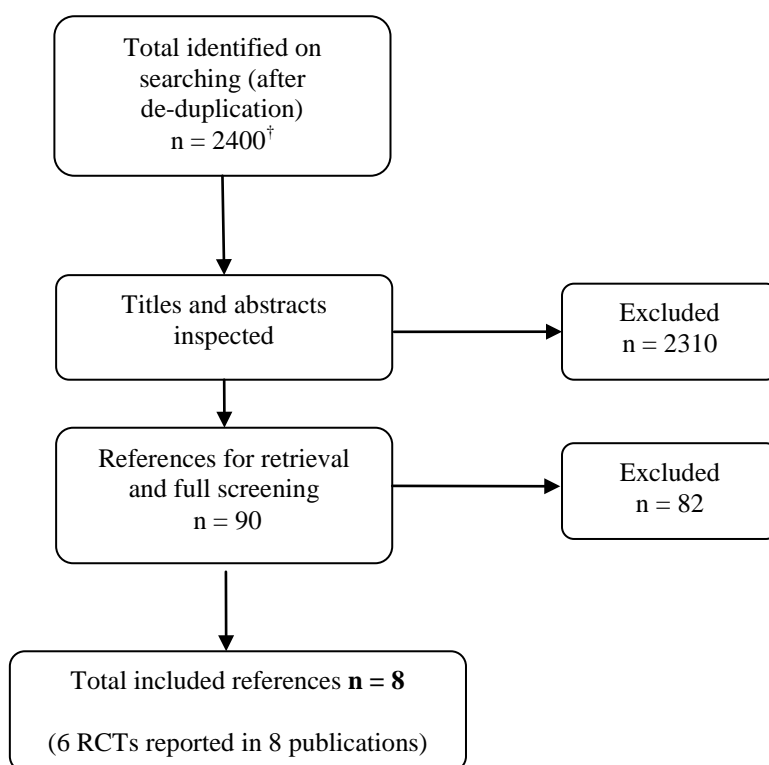 Total identified on
searching (after
de-duplication)
n = 2400†
Titles and abstracts
inspected
Excluded
n = 2310
References for retrieval
and full screening
n = 90
Excluded
n = 82
Total included references n = 8
(6 RCTs reported in 8 publications)